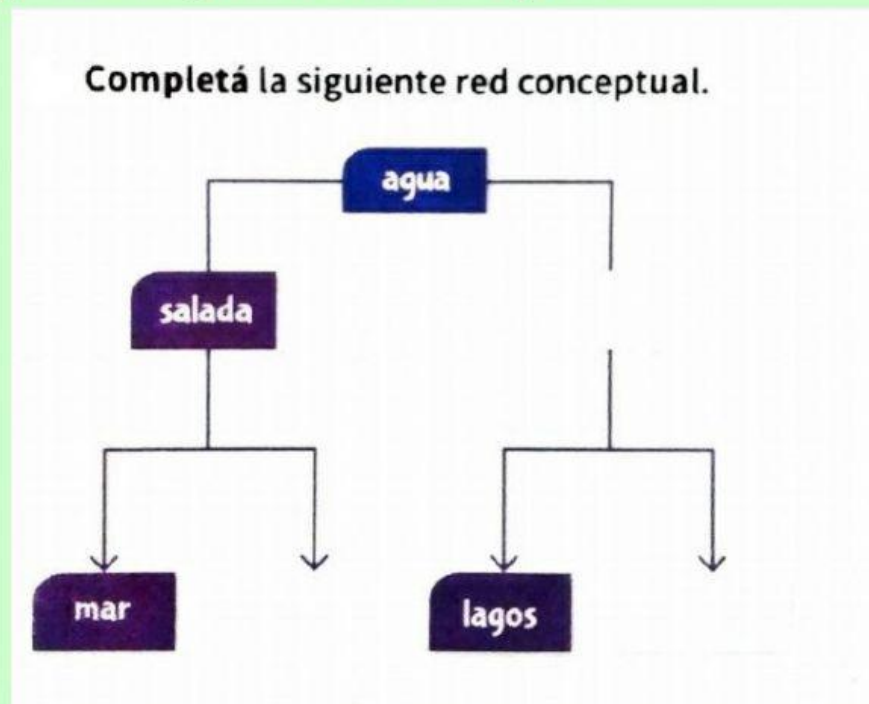 Completá la siguiente red conceptual.
agua
salada
mar
lagos